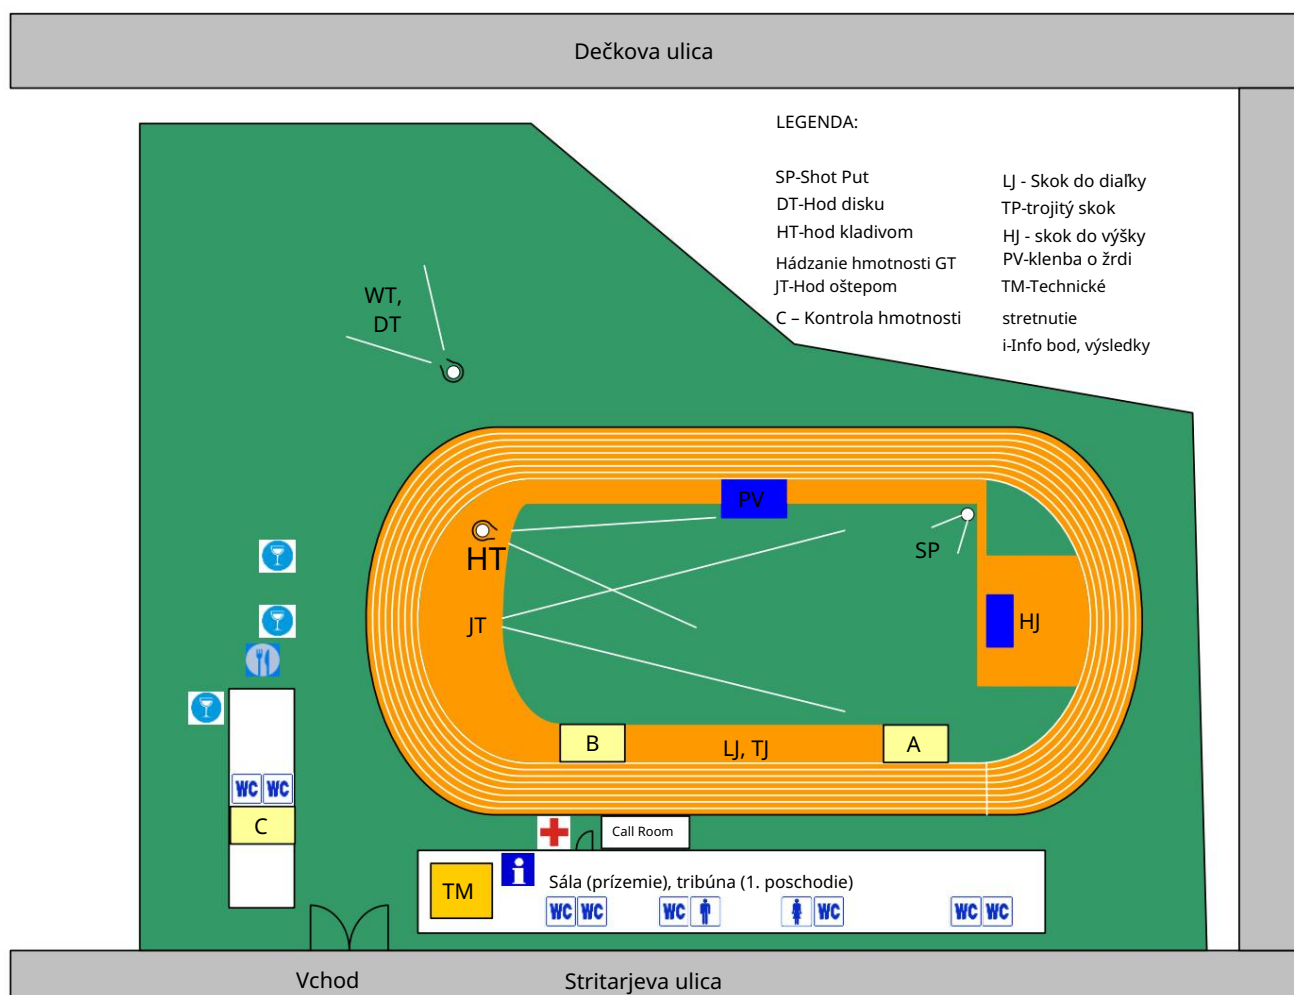 Dečkova ulica
LEGENDA:
SP-Shot Put
DT-Hod disku
HT-hod kladivom
Hádzanie hmotnosti GT
JT-Hod oštepom
C – Kontrola hmotnosti
LJ - Skok do diaľky
TP-trojitý skok
HJ - skok do výšky
PV-klenba o žrdi
TM-Technické
stretnutie
i-Info bod, výsledky
WT,
DT
PV
SP
HT
JT
HJ
B
LJ, TJ
A
WC WC
C
Call Room
i
TM
Sála (prízemie), tribúna (1. poschodie)
WC WC
WC
WC
WC WC
Vchod
Stritarjeva ulica